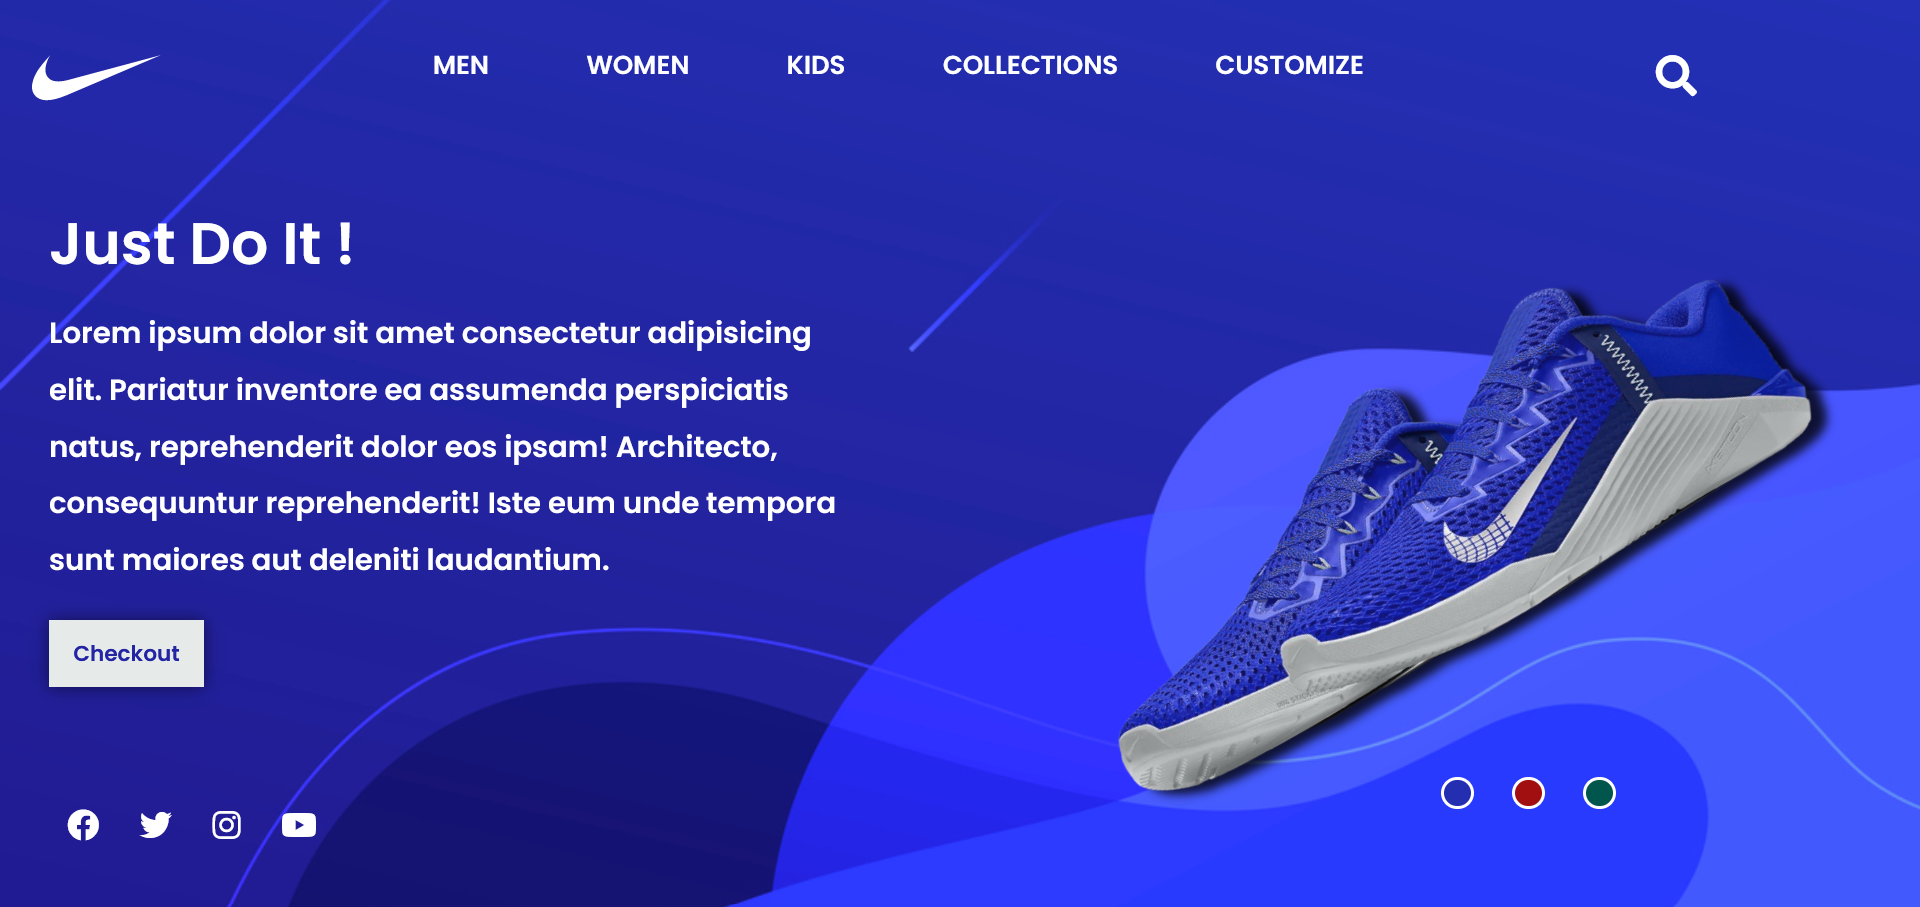 MEN WOMEN KIDS COLLECTIONS CUSTOMIZE
Just Do It !
Lorem ipsum dolor sit amet consectetur adipisicing
elit. Pariatur inventore ea assumenda perspiciatis
natus, reprehenderit dolor eos ipsam! Architecto,
consequuntur reprehenderit! Iste eum unde tempora
sunt maiores aut deleniti laudantium.
Checkout